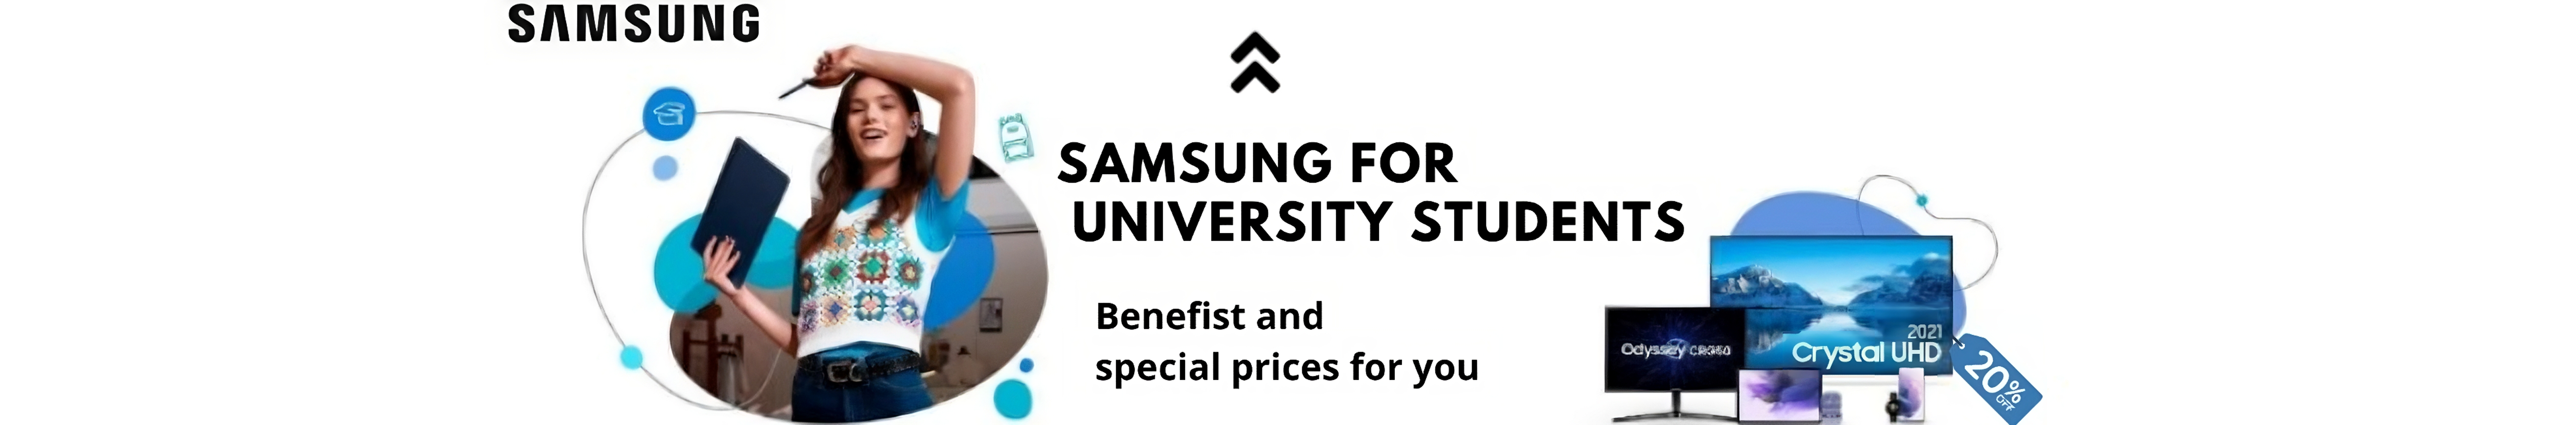 SAMSUNG
SAMSUNG FOR
UNIVERSITY STUDENTS
Benefist and
special prices for you
Odyssey
2021
Crystal UHD
20%
OFF